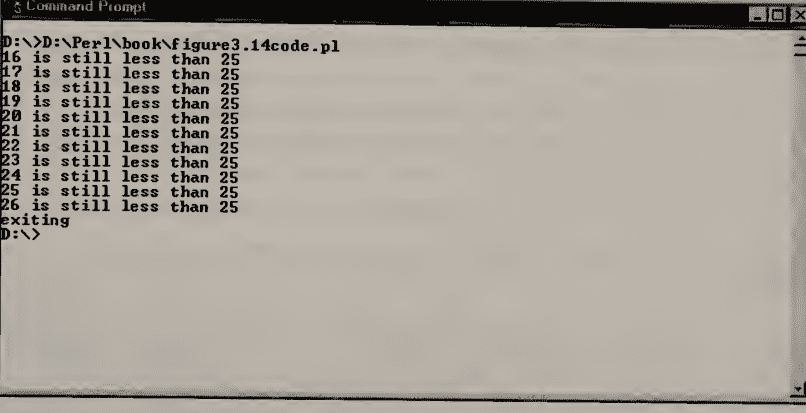 Command Prompt
D:\>D:\Perl\book\figure3.14code.pl
16 is still less than 25
17 is still less than 25
18 is still less than 25
19 is still less than 25
20 is still less than 25
21 is still less than 25
22 is still less than 25
23 is still less than 25
24 is still less than 25
25 is still less than 25
26 is still less than 25
exiting
D:\>